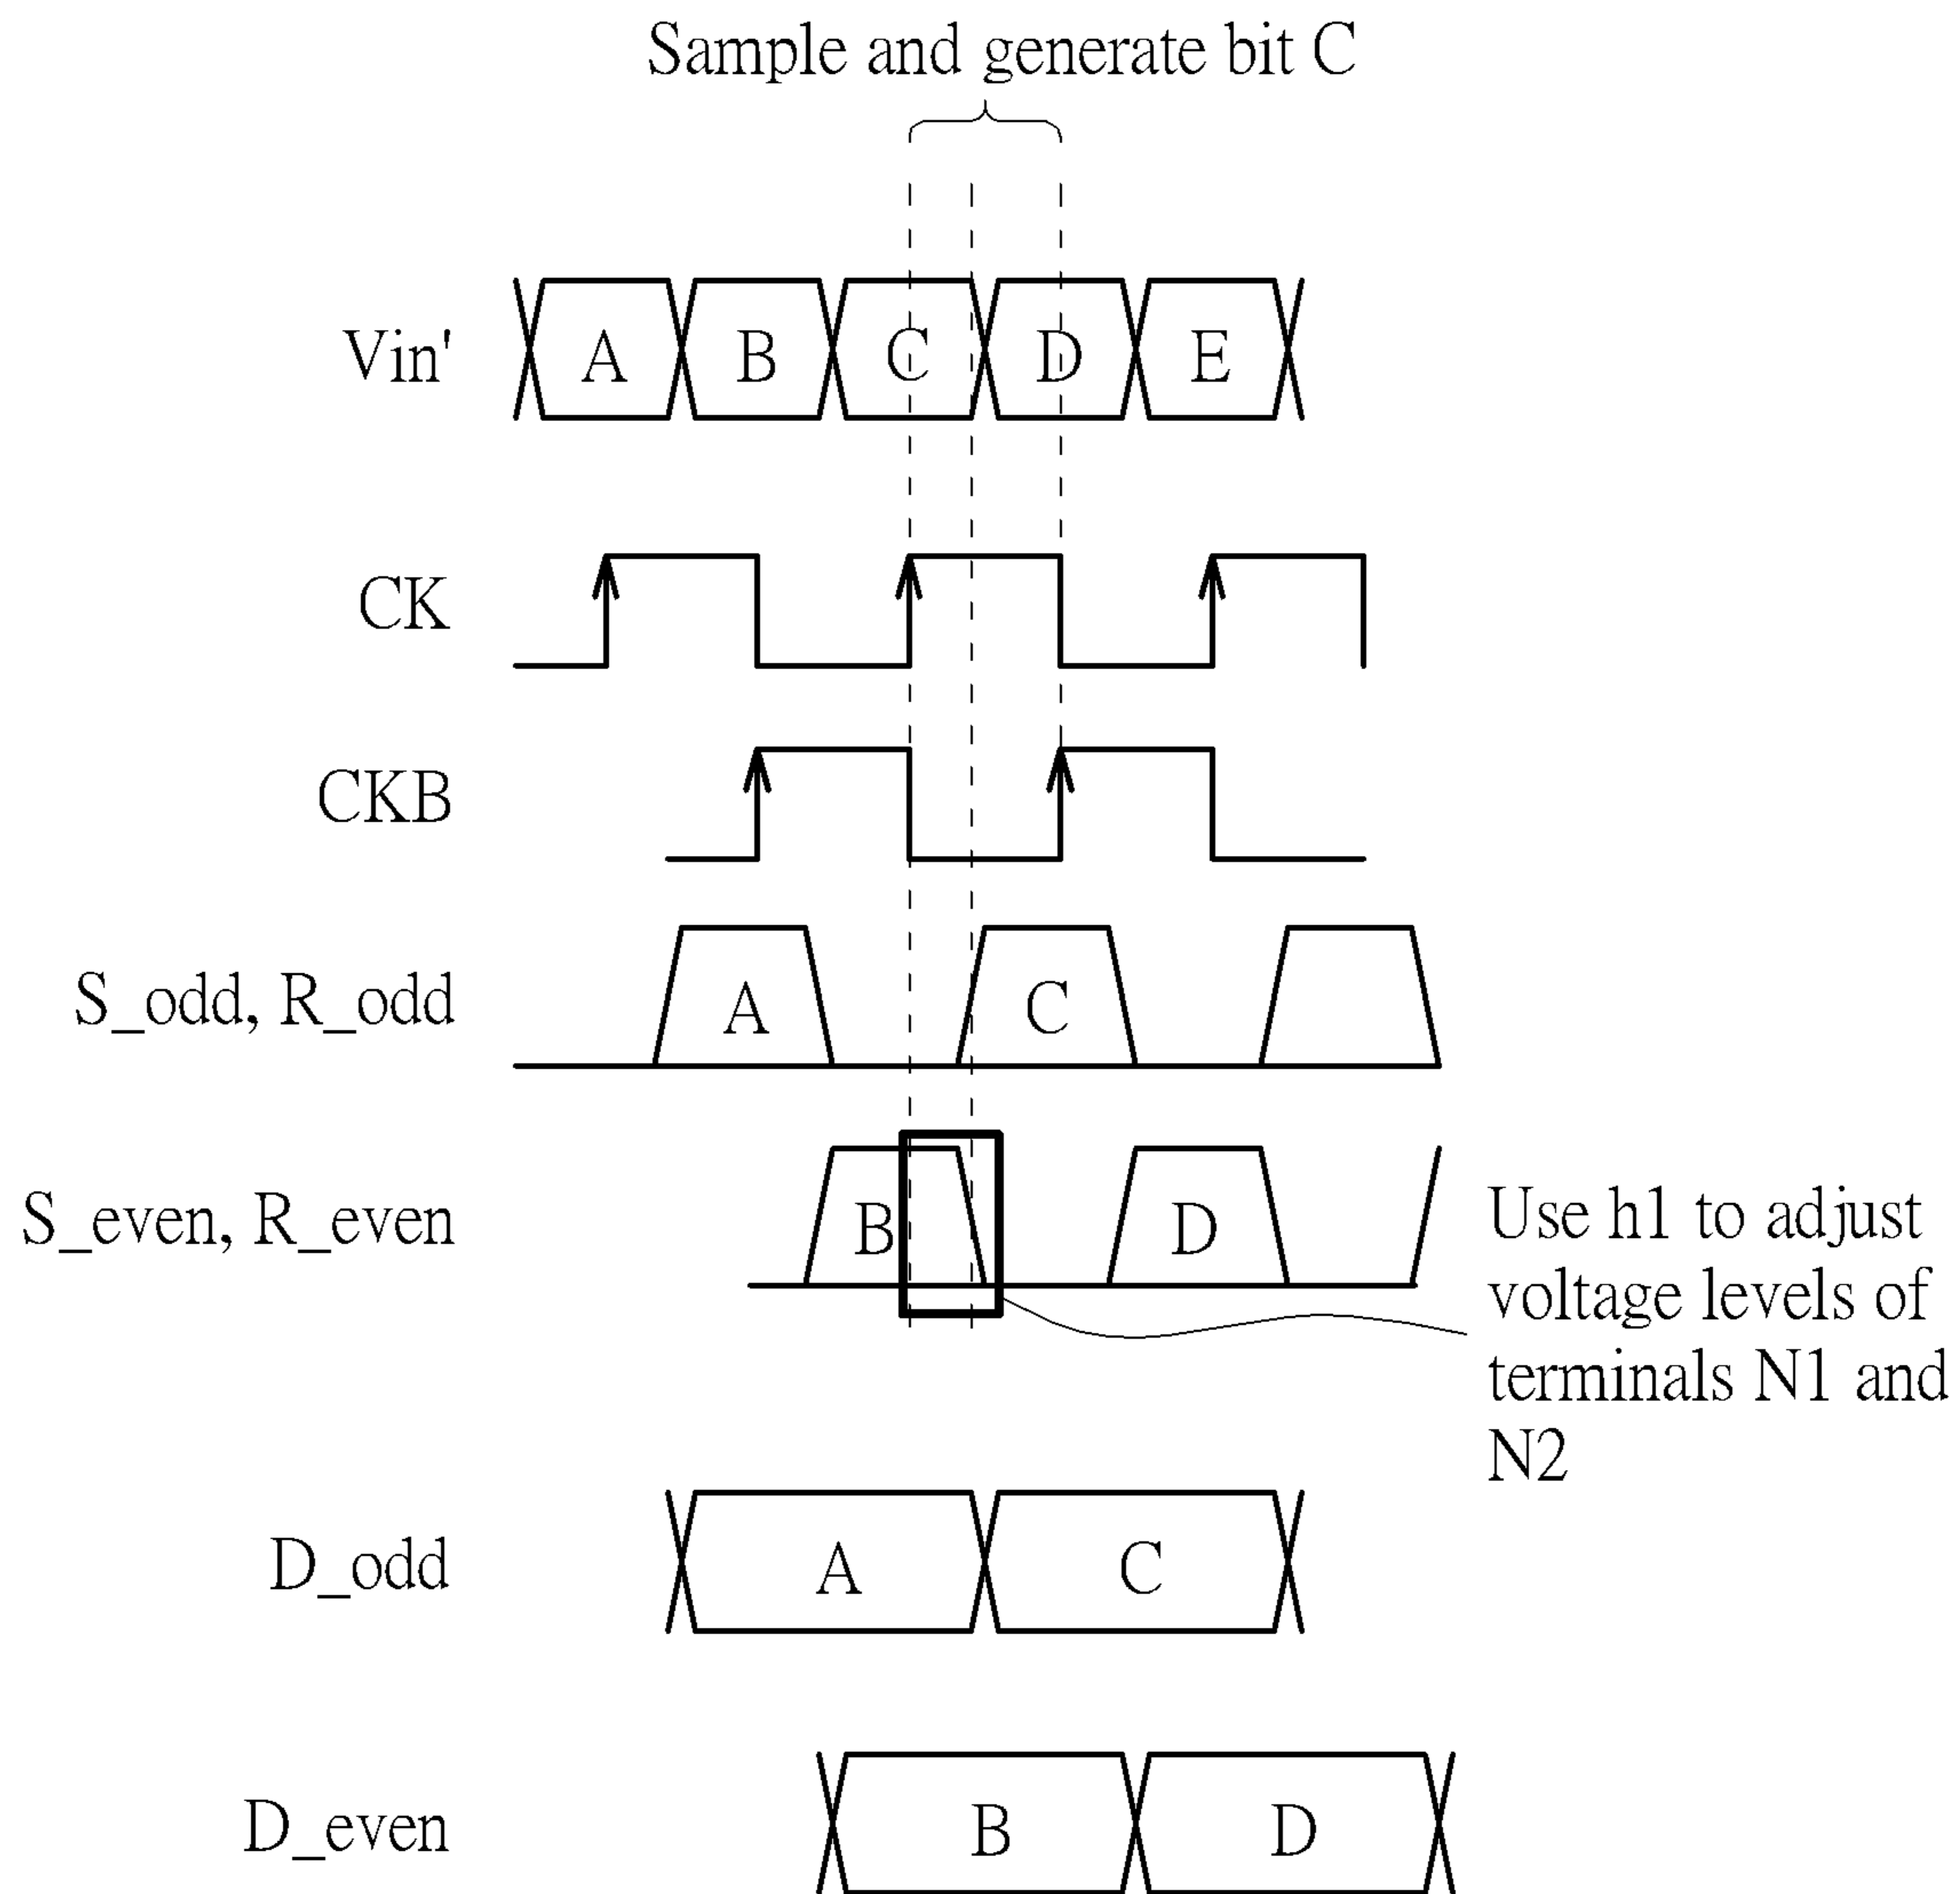 Sample and generate bit C
Vin'
A B C D E
CK
CKB
S_odd, R_odd
A C
S_even, R_even
B D
Use h1 to adjust
voltage levels of
terminals N1 and
N2
D_odd
A C
D_even
B D